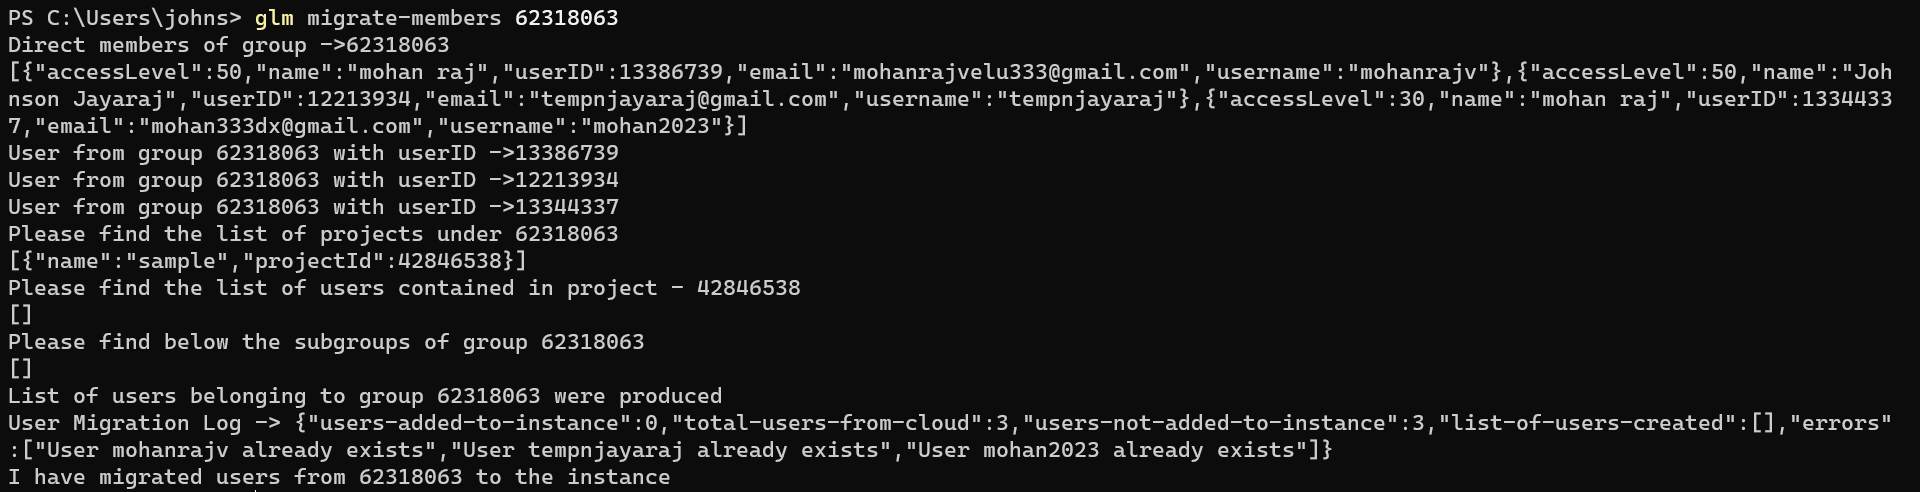 PS C:\Users\johns> glm migrate-members 62318063
Direct members of group ->62318063
[{"accessLevel":50,"name":"mohan raj","userID":13386739,"email":"mohanrajvelu333@gmail.com","username":"mohanrajv"},{"accessLevel":50,"name":"Joh
nson Jayaraj","userID":12213934,"email":"tempnjayaraj@gmail.com","username":"tempnjayaraj"},{"accessLevel":30,"name":"mohan raj","userID":1334433
7,"email":"mohan333dx@gmail.com","username":"mohan2023"}]
User from group 62318063 with userID ->13386739
User from group 62318063 with userID ->12213934
User from group 62318063 with userID ->13344337
Please find the list of projects under 62318063
[{"name":"sample","projectId":42846538}]
Please find the list of users contained in project - 42846538
[]
Please find below the subgroups of group 62318063
[]
List of users belonging to group 62318063 were produced
User Migration Log -> {"users-added-to-instance":0,"total-users-from-cloud":3,"users-not-added-to-instance":3,"list-of-users-created":[],"errors"
:["User mohanrajv already exists","User tempnjayaraj already exists","User mohan2023 already exists"]}
I have migrated users from 62318063 to the instance